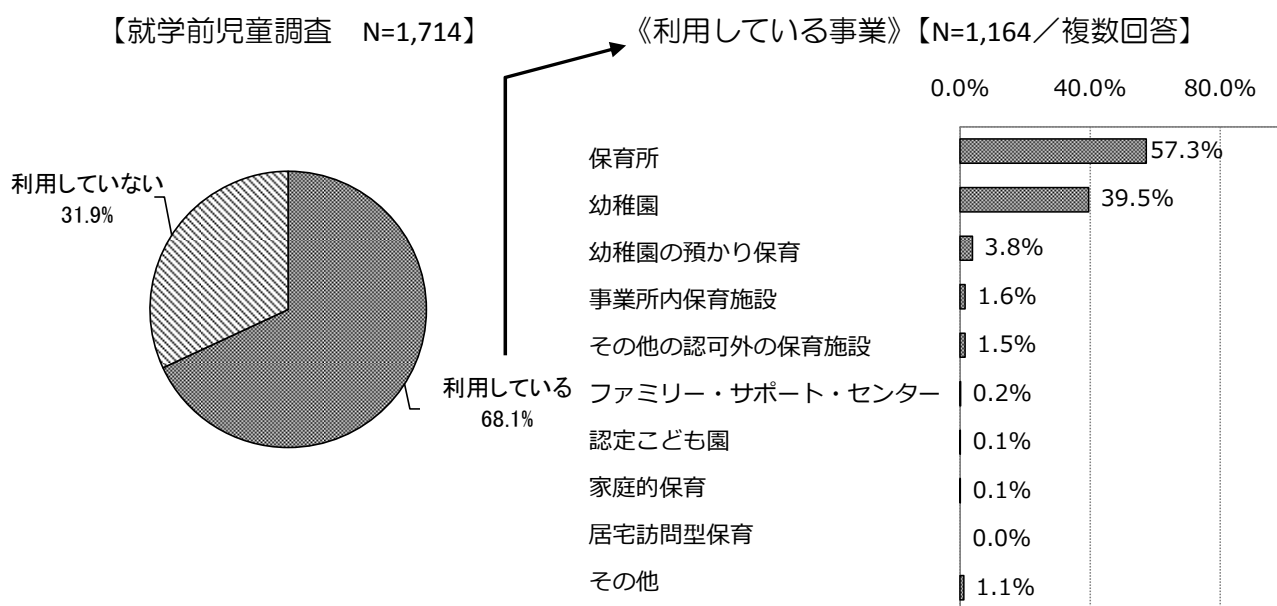 【就学前児童調査　N=1,714】
《利用している事業》【N=1,164／複数回答】
0.0% 40.0% 80.0%
利用していない
31.9%
利用している
68.1%
保育所 57.3%
幼稚園 39.5%
幼稚園の預かり保育 3.8%
事業所内保育施設 1.6%
その他の認可外の保育施設 1.5%
ファミリー・サポート・センター 0.2%
認定こども園 0.1%
家庭的保育 0.1%
居宅訪問型保育 0.0%
その他 1.1%